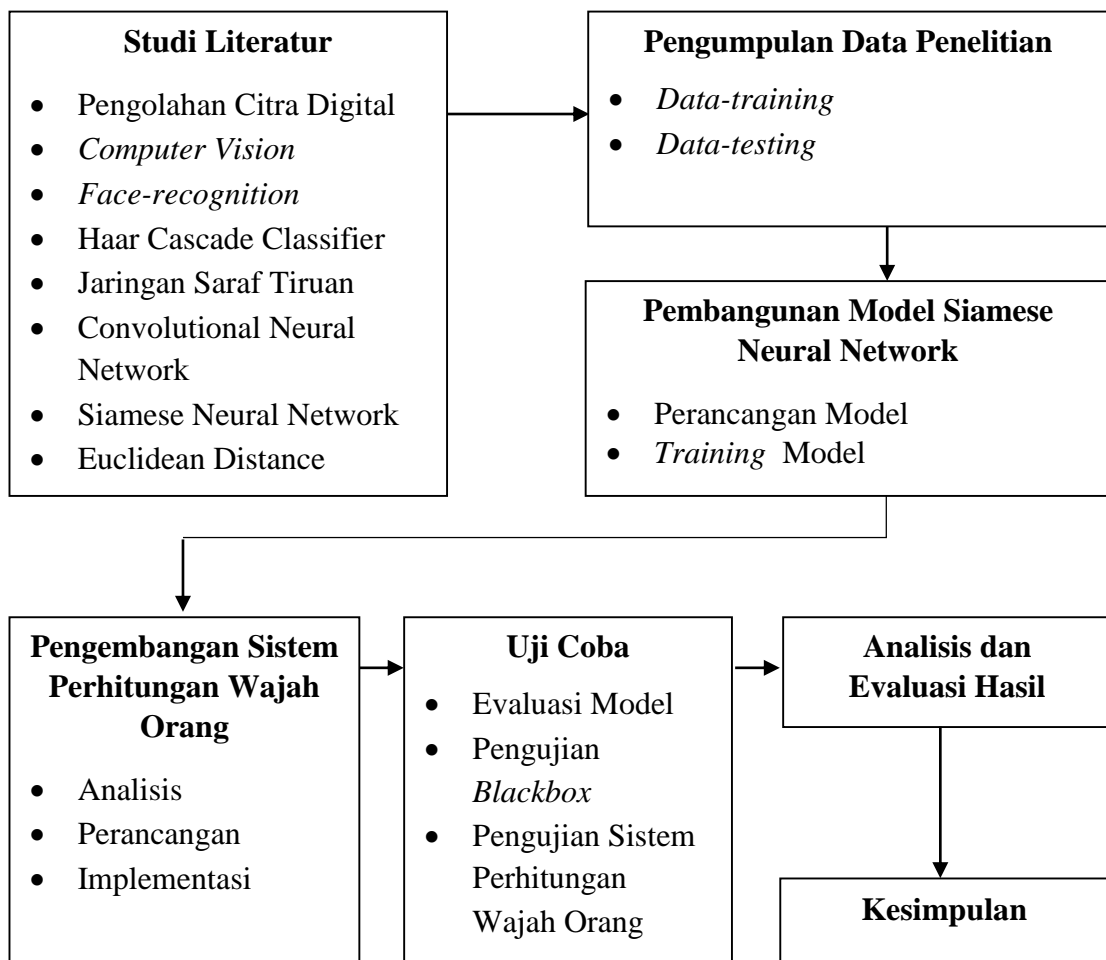 Studi Literatur
• Pengolahan Citra Digital
• Computer Vision
• Face-recognition
• Haar Cascade Classifier
• Jaringan Saraf Tiruan
• Convolutional Neural
Network
• Siamese Neural Network
• Euclidean Distance
Pengumpulan Data Penelitian
• Data-training
• Data-testing
Pembangunan Model Siamese
Neural Network
• Perancangan Model
• Training Model
Pengembangan Sistem
Perhitungan Wajah
Orang
• Analisis
• Perancangan
• Implementasi
Uji Coba
• Evaluasi Model
• Pengujian
Blackbox
• Pengujian Sistem
Perhitungan
Wajah Orang
Analisis dan
Evaluasi Hasil
Kesimpulan